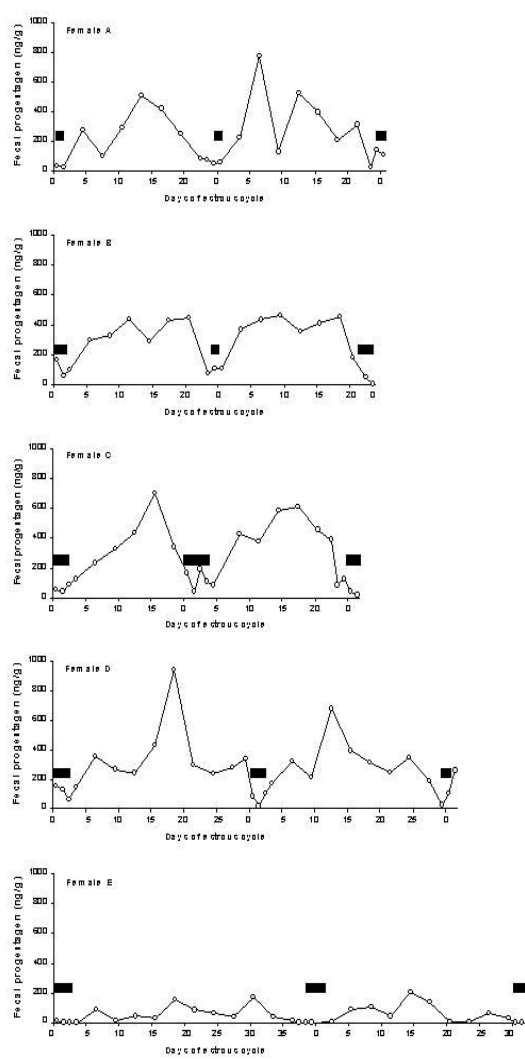 Female A
Fecal progestagen (ng/g)
1000
800
600
400
200
0
0 5 10 15 20 0 5 10 15 20 0
Days of estrous cycle
Female B
Fecal progestagen (ng/g)
1000
800
600
400
200
0
0 5 10 15 20 0 5 10 15 20 0
Days of estrous cycle
Female C
Fecal progestagen (ng/g)
1000
800
600
400
200
0
0 5 10 15 0 5 10 15 20 0
Days of estrous cycle
Female D
Fecal progestagen (ng/g)
1000
800
600
400
200
0
0 5 10 15 20 25 0 5 10 15 20 25 0
Days of estrous cycle
Female E
Fecal progestagen (ng/g)
1000
800
600
400
200
0
0 5 10 15 20 25 30 35 0 5 10 15 20 25 30 0
Days of estrous cycle